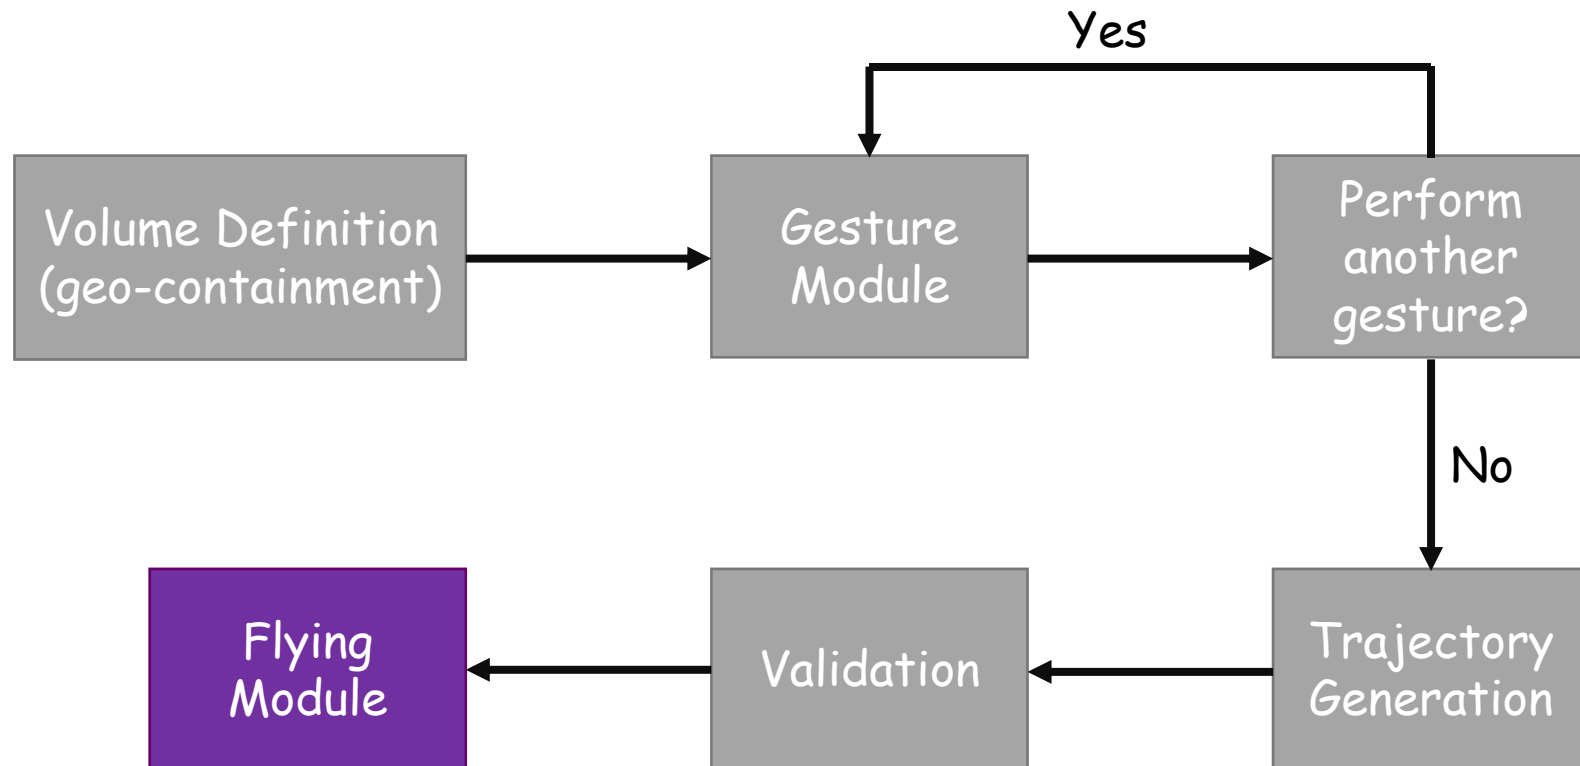 Yes
Volume Definition
(geo-containment)
Gesture
Module
Perform
another
gesture?
No
Flying
Module
Validation
Trajectory
Generation